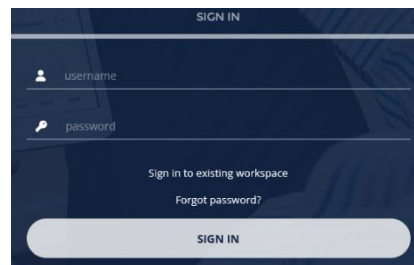 SIGN IN
username
password
Sign in to existing workspace
Forgot password?
SIGN IN